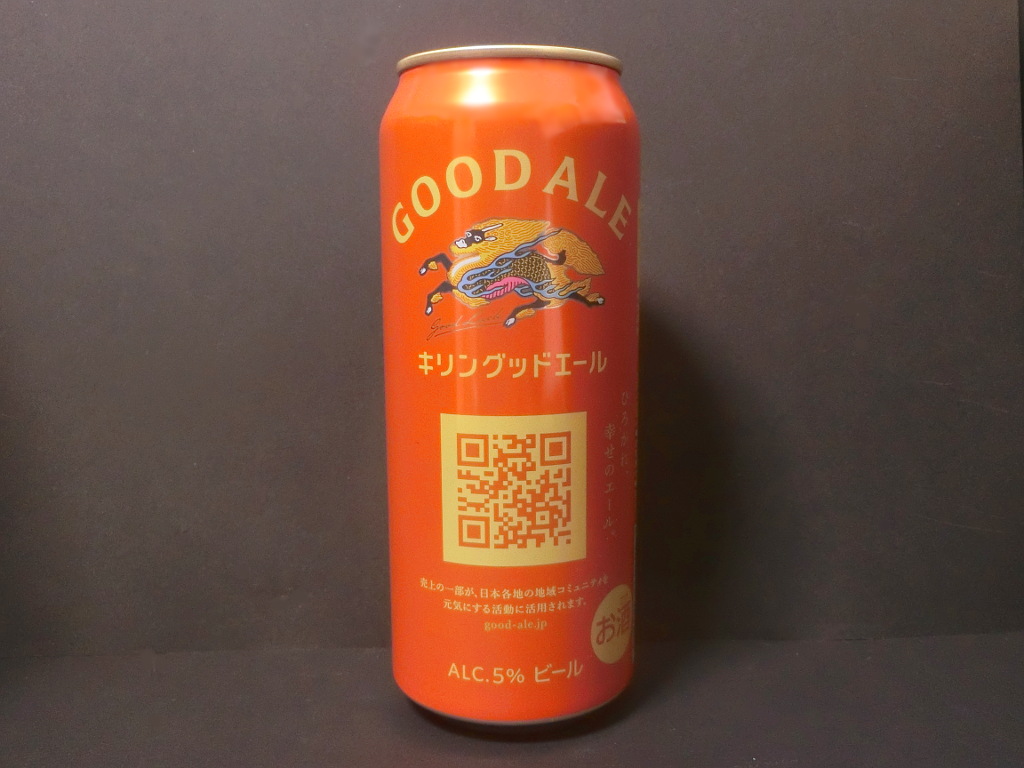 GOOD ALE
キリングッドエール
ひろがれ、
幸せのエール。
売上の一部が、日本各地の地域コミュニティを
元気にする活動に活用されます。
good-ale.jp
お酒
ALC.5% ビール